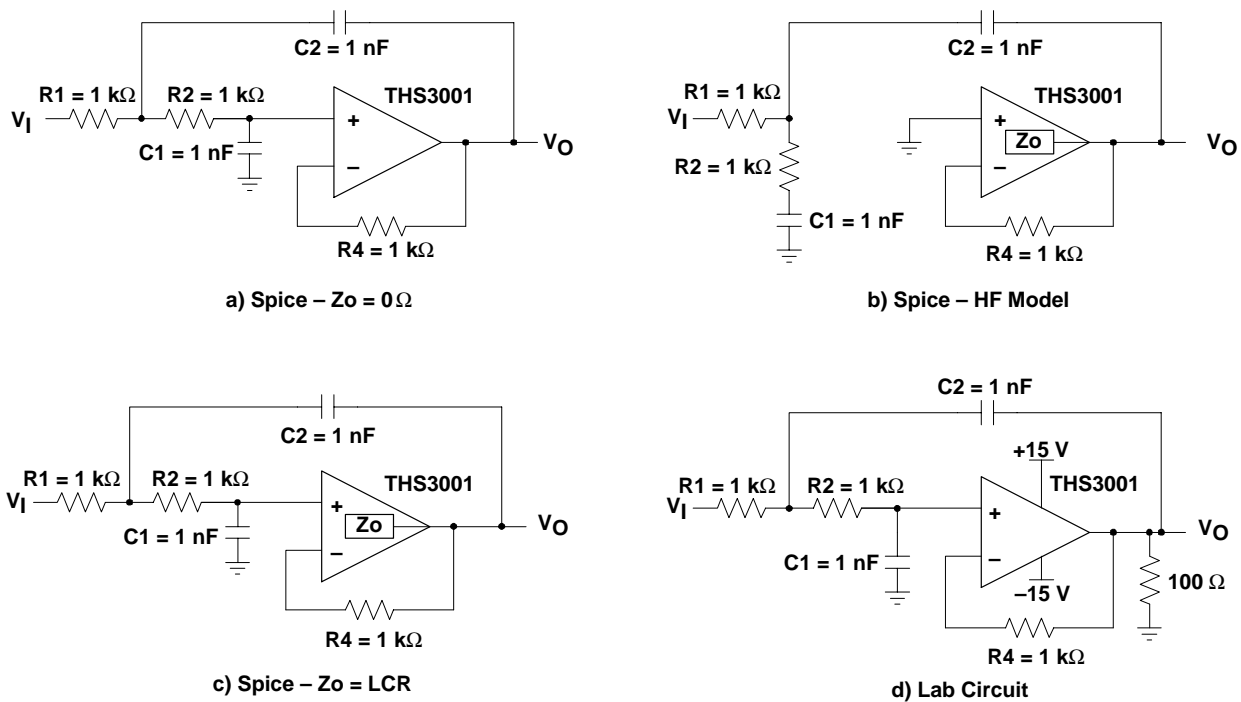 C2 = 1 nF
R1 = 1 kΩ
R2 = 1 kΩ
THS3001
VI
+
VO
C1 = 1 nF
–
R4 = 1 kΩ
a) Spice – Zo = 0 Ω
C2 = 1 nF
R1 = 1 kΩ
THS3001
VI
+
Zo
VO
R2 = 1 kΩ
–
C1 = 1 nF
R4 = 1 kΩ
b) Spice – HF Model
C2 = 1 nF
R1 = 1 kΩ
R2 = 1 kΩ
THS3001
VI
+
Zo
VO
C1 = 1 nF
–
R4 = 1 kΩ
c) Spice – Zo = LCR
C2 = 1 nF
+15 V
R1 = 1 kΩ
R2 = 1 kΩ
THS3001
VI
+
VO
C1 = 1 nF
–
–15 V
100 Ω
R4 = 1 kΩ
d) Lab Circuit